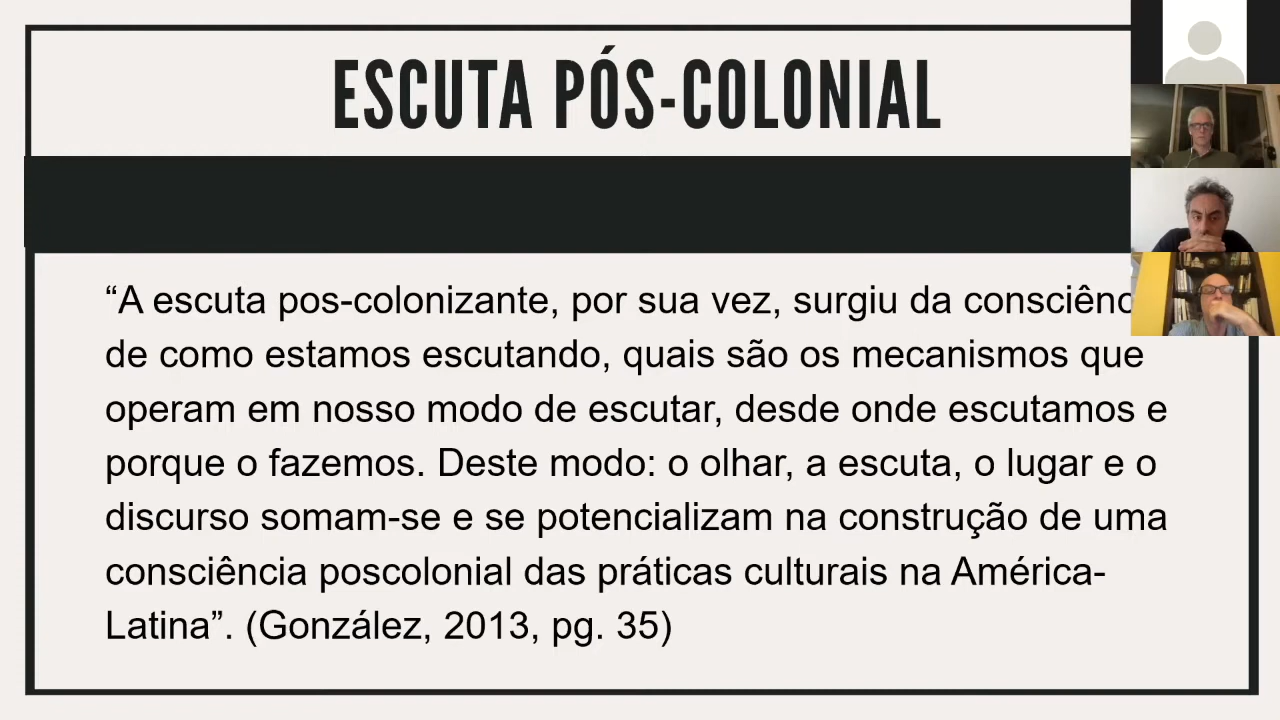 ESCUTA PÓS-COLONIAL
“A escuta pos-colonizante, por sua vez, surgiu da
de como estamos escutando, quais são os mecanismos que
operam em nosso modo de escutar, desde onde escutamos e
porque o fazemos. Deste modo: o olhar, a escuta, o lugar e o
discurso somam-se e se potencializam na construção de uma
consciência poscolonial das práticas culturais na América-
Latina”. (González, 2013, pg. 35)